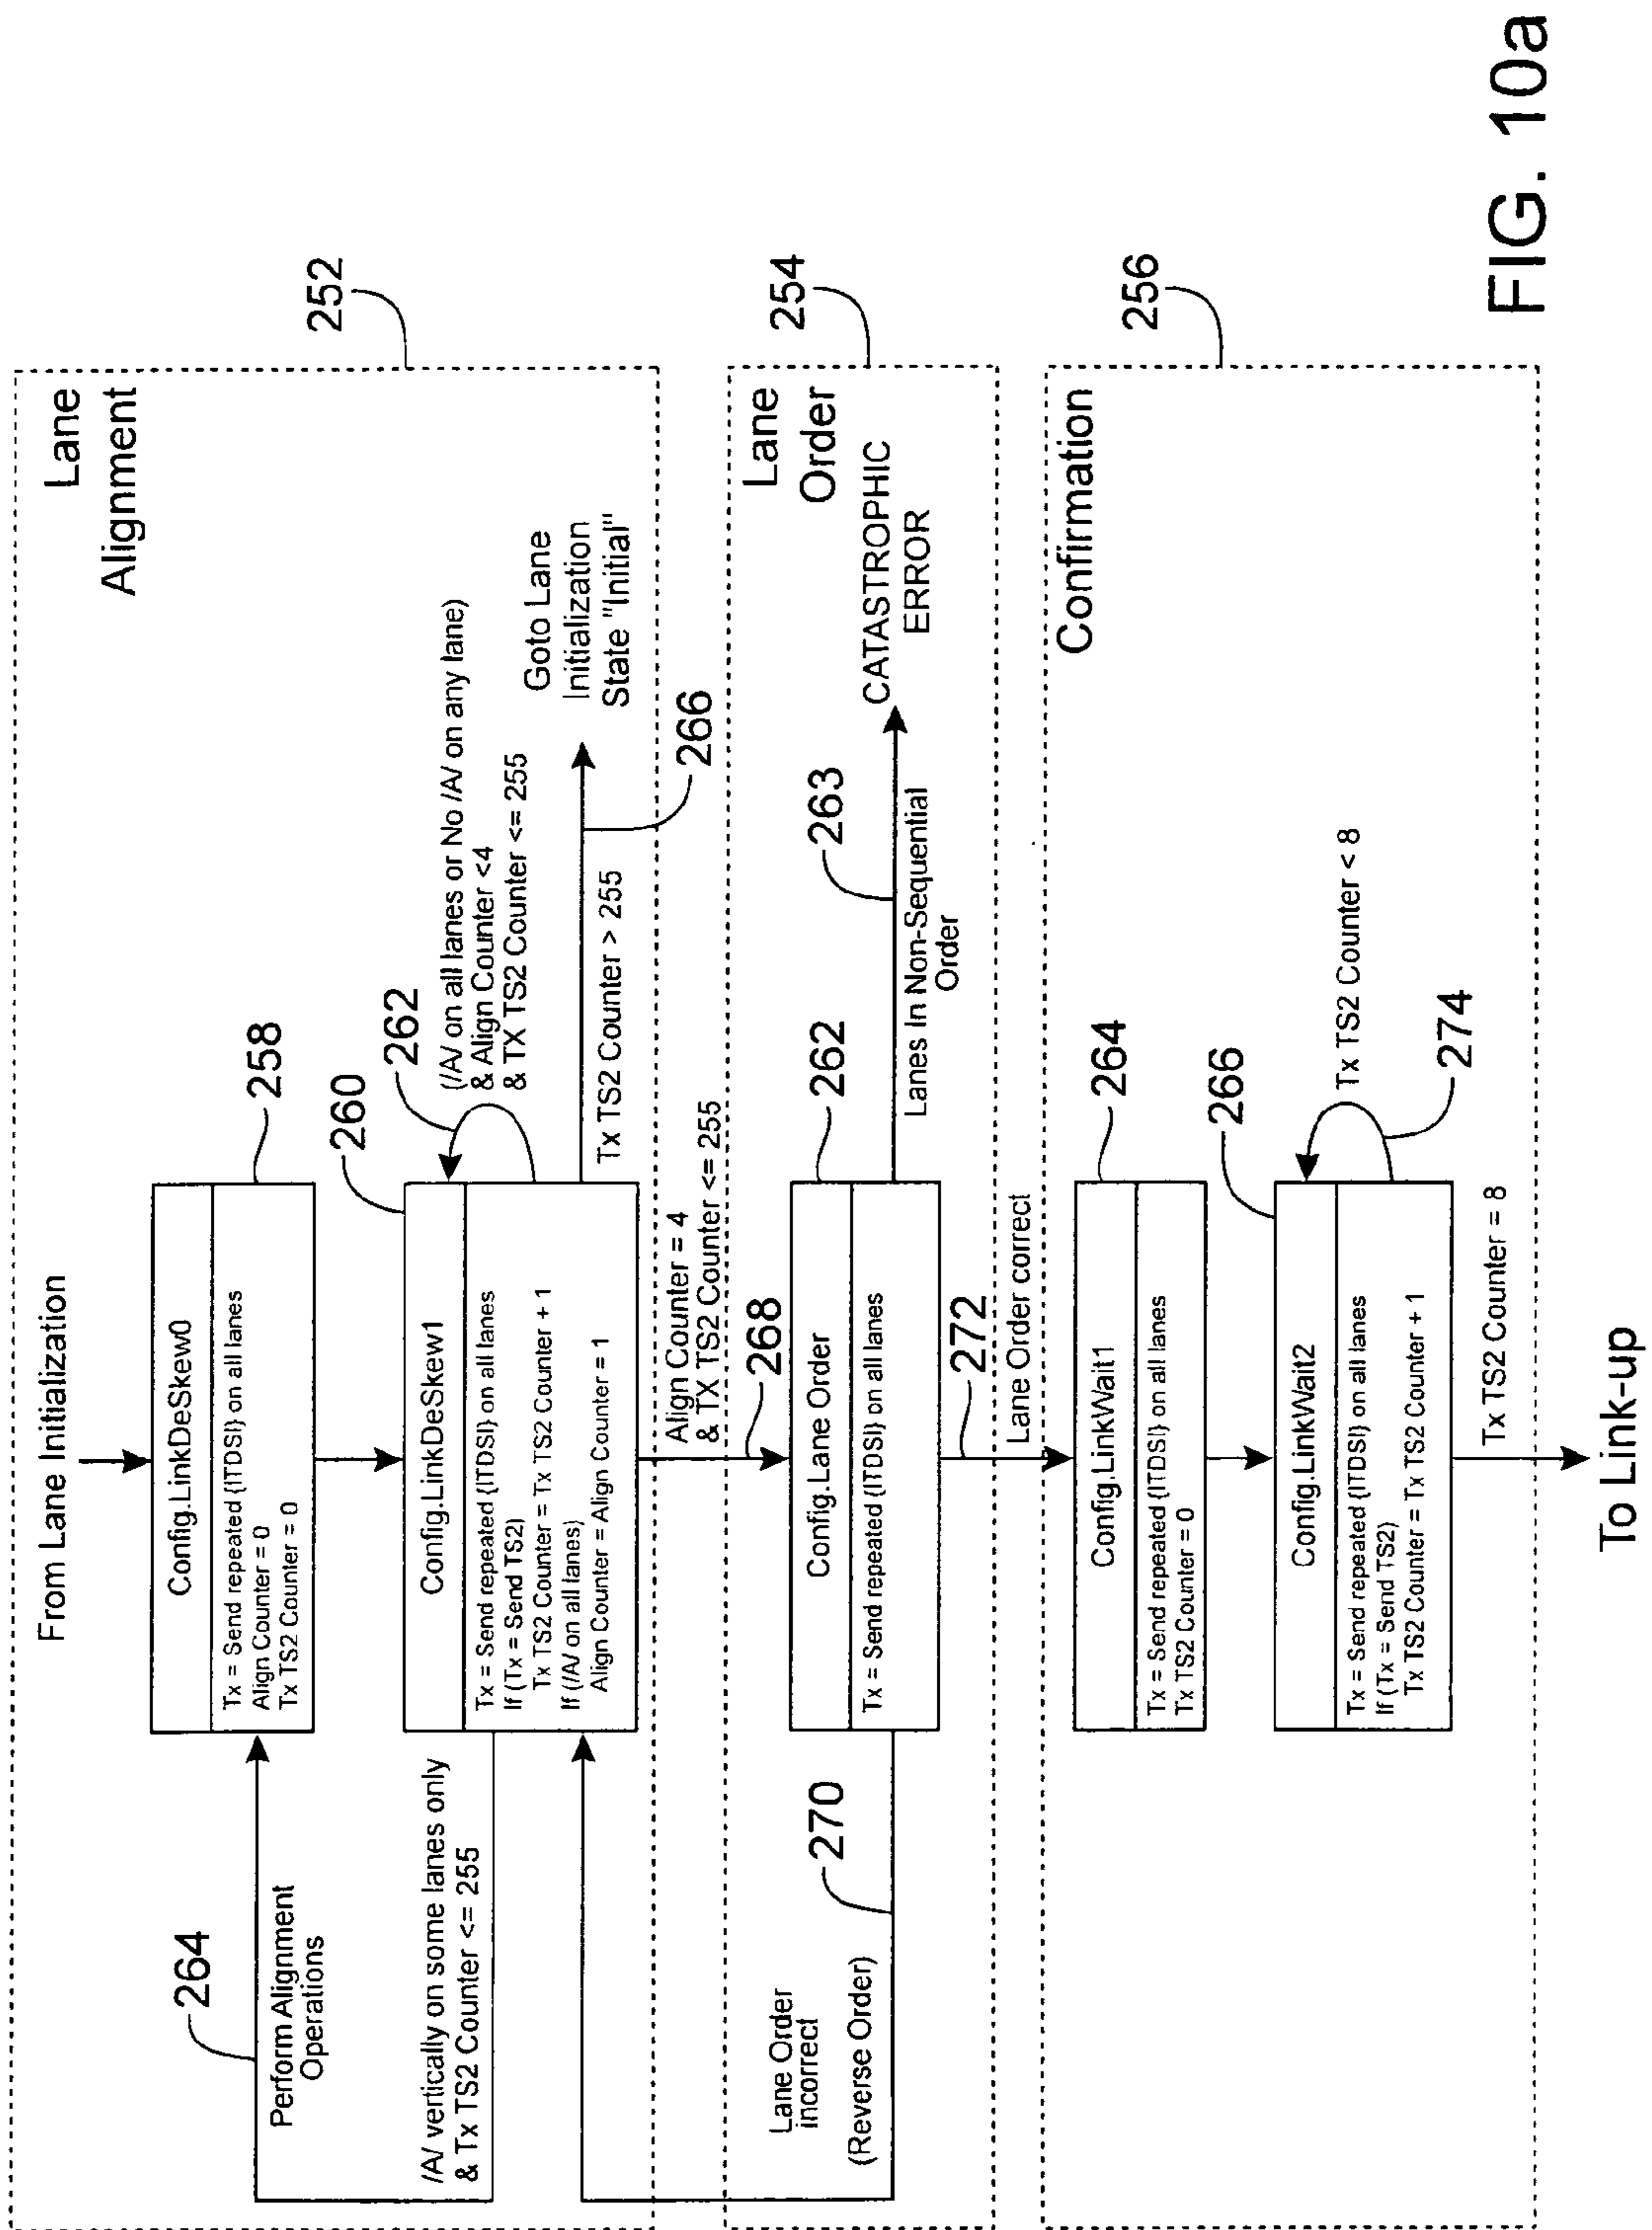 From Lane Initialization
Lane
Alignment
252
264
Perform Alignment
Operations
Config.LinkDeSkew0
Tx = Send repeated {ITDSI} on all lanes
Align Counter = 0
Tx TS2 Counter = 0
258
260
/A/ vertically on some lanes only
& Tx TS2 Counter <= 255
Config.LinkDeSkew1
Tx = Send repeated {ITDSI} on all lanes
If (Tx = Send TS2)
Tx TS2 Counter = Tx TS2 Counter + 1
If (/A/ on all lanes)
Align Counter = Align Counter = 1
262
(/A/ on all lanes or No /A/ on any lane)
& Align Counter <4
& TX TS2 Counter <= 255
Goto Lane
Initialization
State "Initial"
Tx TS2 Counter > 255
266
Align Counter = 4
& TX TS2 Counter <= 255
268
Lane
Order
254
Lane Order
incorrect
(Reverse Order)
270
Config.Lane Order
Tx = Send repeated {ITDSI} on all lanes
262
263
Lanes In Non-Sequential
Order
CATASTROPHIC
ERROR
272
Lane Order correct
Confirmation
256
Config.LinkWait1
Tx = Send repeated {ITDSI} on all lanes
Tx TS2 Counter = 0
264
266
Config.LinkWait2
Tx = Send repeated {ITDSI} on all lanes
If (Tx = Send TS2)
Tx TS2 Counter = Tx TS2 Counter + 1
Tx TS2 Counter < 8
274
Tx TS2 Counter = 8
To Link-up
FIG. 10a